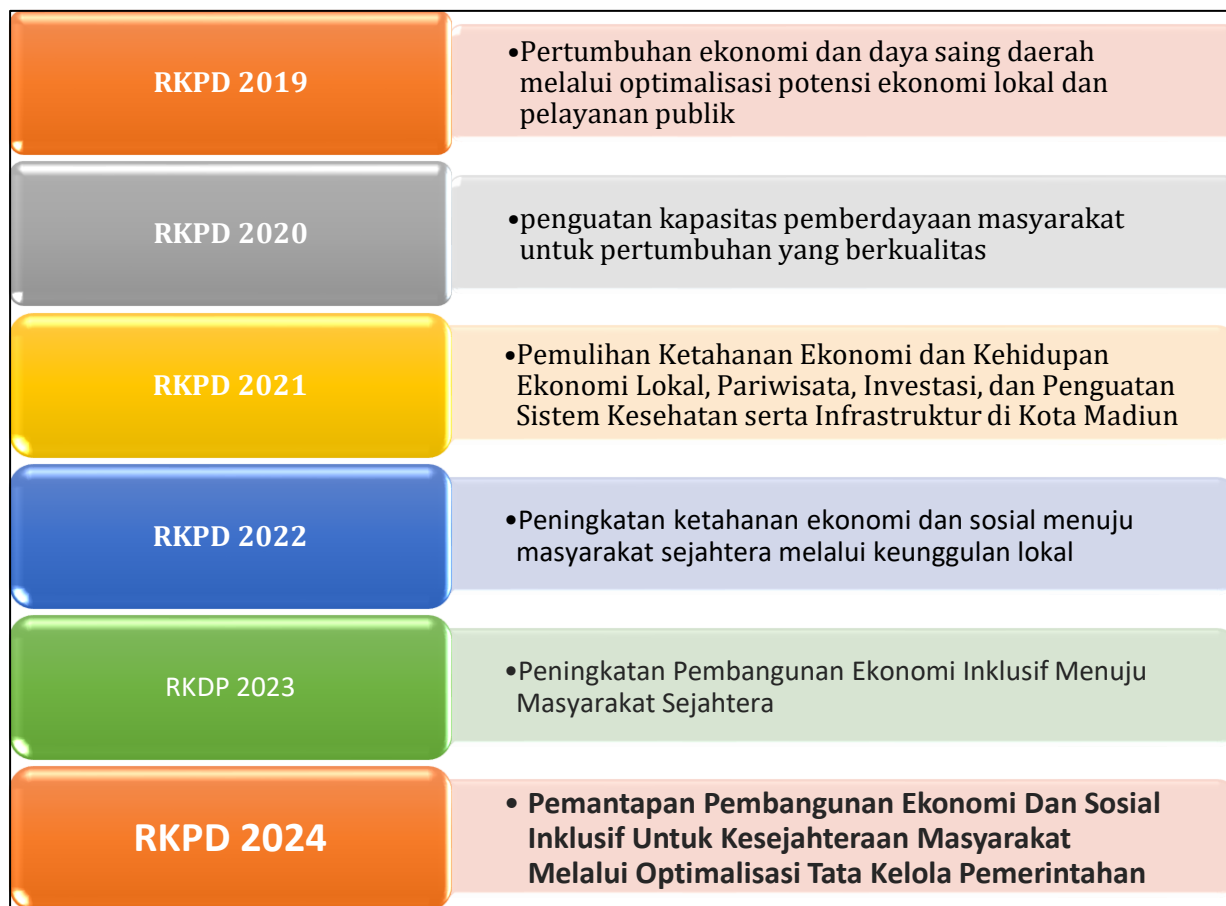 RKPD 2019
•Pertumbuhan ekonomi dan daya saing daerah
melalui optimalisasi potensi ekonomi lokal dan
pelayanan publik
RKPD 2020
•penguatan kapasitas pemberdayaan masyarakat
untuk pertumbuhan yang berkualitas
RKPD 2021
•Pemulihan Ketahanan Ekonomi dan Kehidupan
Ekonomi Lokal, Pariwisata, Investasi, dan Penguatan
Sistem Kesehatan serta Infrastruktur di Kota Madiun
RKPD 2022
•Peningkatan ketahanan ekonomi dan sosial menuju
masyarakat sejahtera melalui keunggulan lokal
RKDP 2023
•Peningkatan Pembangunan Ekonomi Inklusif Menuju
Masyarakat Sejahtera
RKPD 2024
• Pemantapan Pembangunan Ekonomi Dan Sosial
Inklusif Untuk Kesejahteraan Masyarakat
Melalui Optimalisasi Tata Kelola Pemerintahan